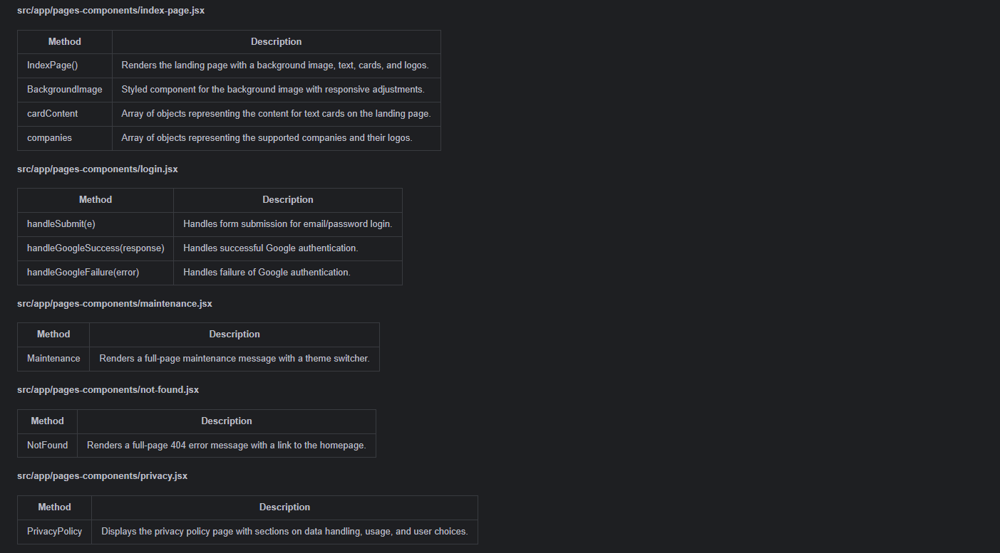 src/app/pages-components/index-page.jsx
Method Description
IndexPage() Renders the landing page with a background image, text, cards, and logos.
BackgroundImage Styled component for the background image with responsive adjustments.
cardContent Array of objects representing the content for text cards on the landing page.
companies Array of objects representing the supported companies and their logos.
src/app/pages-components/login.jsx
Method Description
handleSubmit(e) Handles form submission for email/password login.
handleGoogleSuccess(response) Handles successful Google authentication.
handleGoogleFailure(error) Handles failure of Google authentication.
src/app/pages-components/maintenance.jsx
Method Description
Maintenance Renders a full-page maintenance message with a theme switcher.
src/app/pages-components/not-found.jsx
Method Description
NotFound Renders a full-page 404 error message with a link to the homepage.
src/app/pages-components/privacy.jsx
Method Description
PrivacyPolicy Displays the privacy policy page with sections on data handling, usage, and user choices.